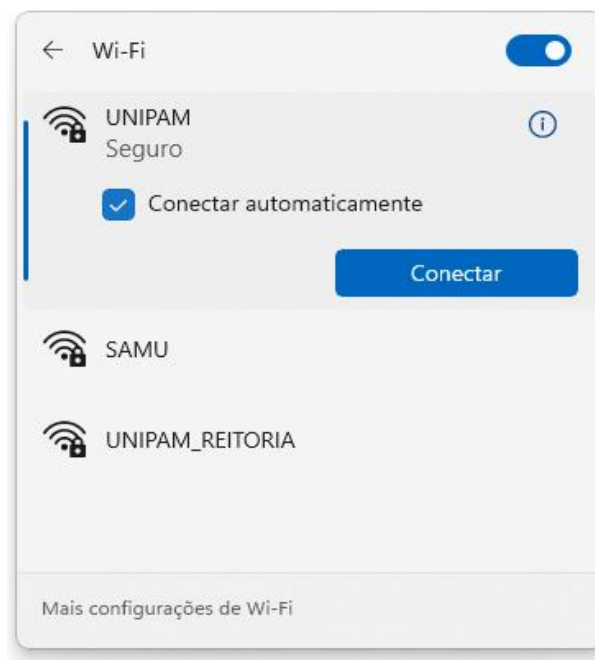 Wi-Fi
UNIPAM
Seguro
Conectar automaticamente
Conectar
SAMU
UNIPAM_REITORIA
Mais configurações de Wi-Fi